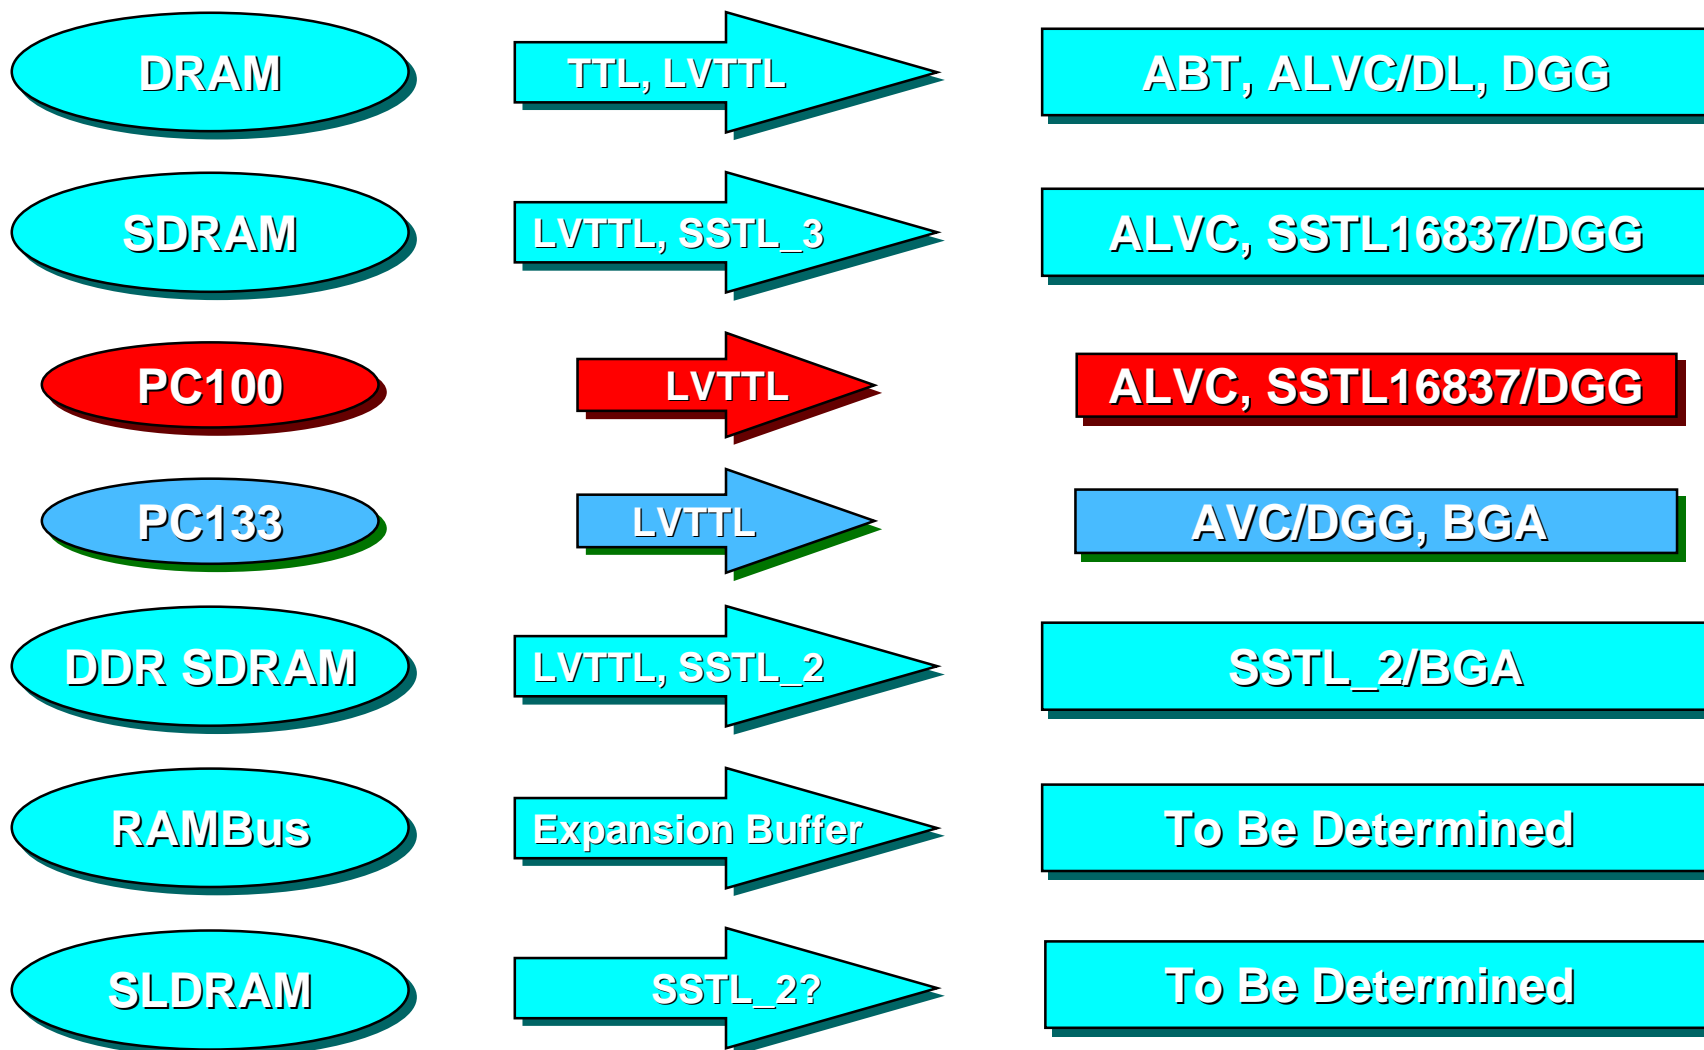 DRAM
TTL, LVTTL
ABT, ALVC/DL, DGG
SDRAM
LVTTL, SSTL_3
ALVC, SSTL16837/DGG
PC100
LVTTL
ALVC, SSTL16837/DGG
PC133
LVTTL
AVC/DGG, BGA
DDR SDRAM
LVTTL, SSTL_2
SSTL_2/BGA
RAMBus
Expansion Buffer
To Be Determined
SLDRAM
SSTL_2?
To Be Determined